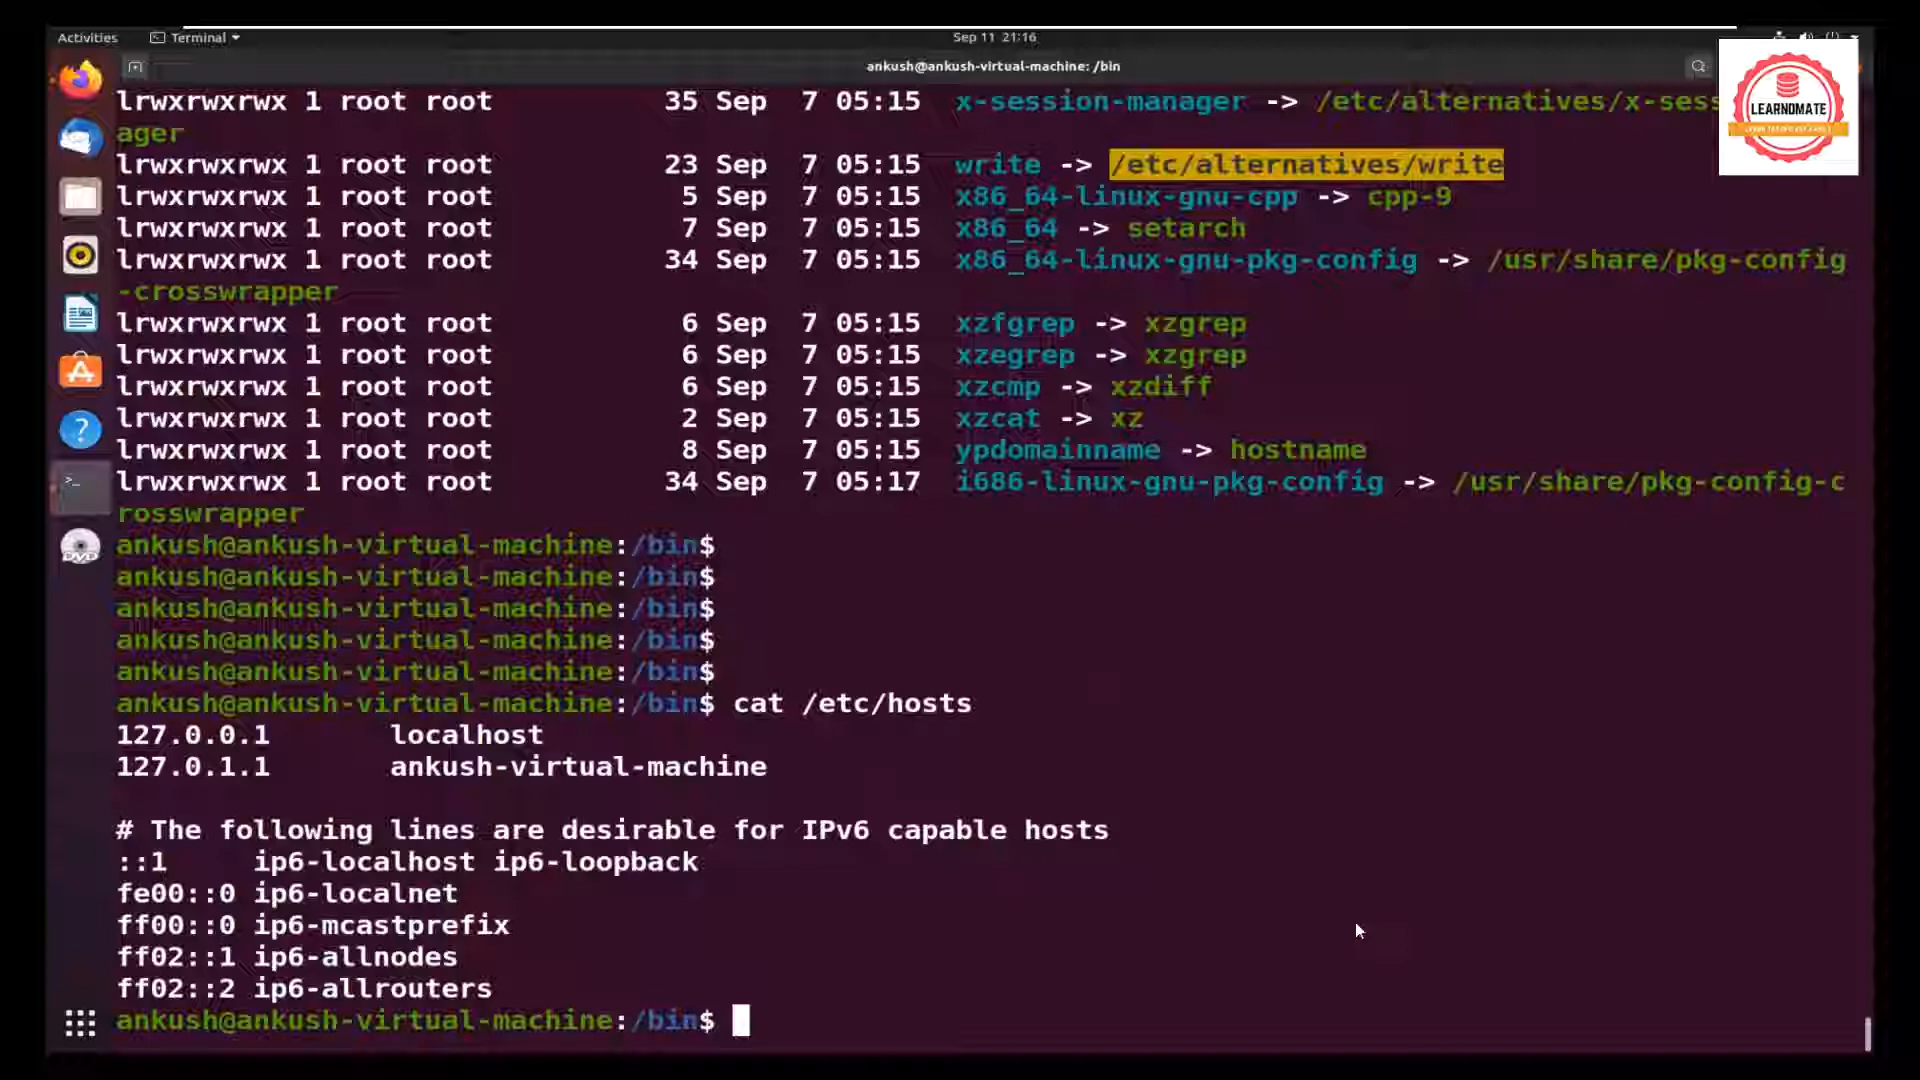 Activities Terminal Sep 11 21:16
ankush@ankush-virtual-machine: /bin
LEARNOMATE
lrwxrwxrwx 1 root root 35 Sep 7 05:15 x-session-manager -> /etc/alternatives/x-sess
ager
lrwxrwxrwx 1 root root 23 Sep 7 05:15 write -> /etc/alternatives/write
lrwxrwxrwx 1 root root 5 Sep 7 05:15 x86_64-linux-gnu-cpp -> cpp-9
lrwxrwxrwx 1 root root 7 Sep 7 05:15 x86_64 -> setarch
lrwxrwxrwx 1 root root 34 Sep 7 05:15 x86_64-linux-gnu-pkg-config -> /usr/share/pkg-config
-crosswrapper
lrwxrwxrwx 1 root root 6 Sep 7 05:15 xzfgrep -> xzgrep
lrwxrwxrwx 1 root root 6 Sep 7 05:15 xzegrep -> xzgrep
lrwxrwxrwx 1 root root 6 Sep 7 05:15 xzcmp -> xzdiff
lrwxrwxrwx 1 root root 2 Sep 7 05:15 xzcat -> xz
lrwxrwxrwx 1 root root 8 Sep 7 05:15 ypdomainname -> hostname
lrwxrwxrwx 1 root root 34 Sep 7 05:17 i686-linux-gnu-pkg-config -> /usr/share/pkg-config-c
rosswrapper
ankush@ankush-virtual-machine:/bin$
ankush@ankush-virtual-machine:/bin$
ankush@ankush-virtual-machine:/bin$
ankush@ankush-virtual-machine:/bin$
ankush@ankush-virtual-machine:/bin$
ankush@ankush-virtual-machine:/bin$ cat /etc/hosts
127.0.0.1 localhost
127.0.1.1 ankush-virtual-machine
# The following lines are desirable for IPv6 capable hosts
::1 ip6-localhost ip6-loopback
fe00::0 ip6-localnet
ff00::0 ip6-mcastprefix
ff02::1 ip6-allnodes
ff02::2 ip6-allrouters
ankush@ankush-virtual-machine:/bin$